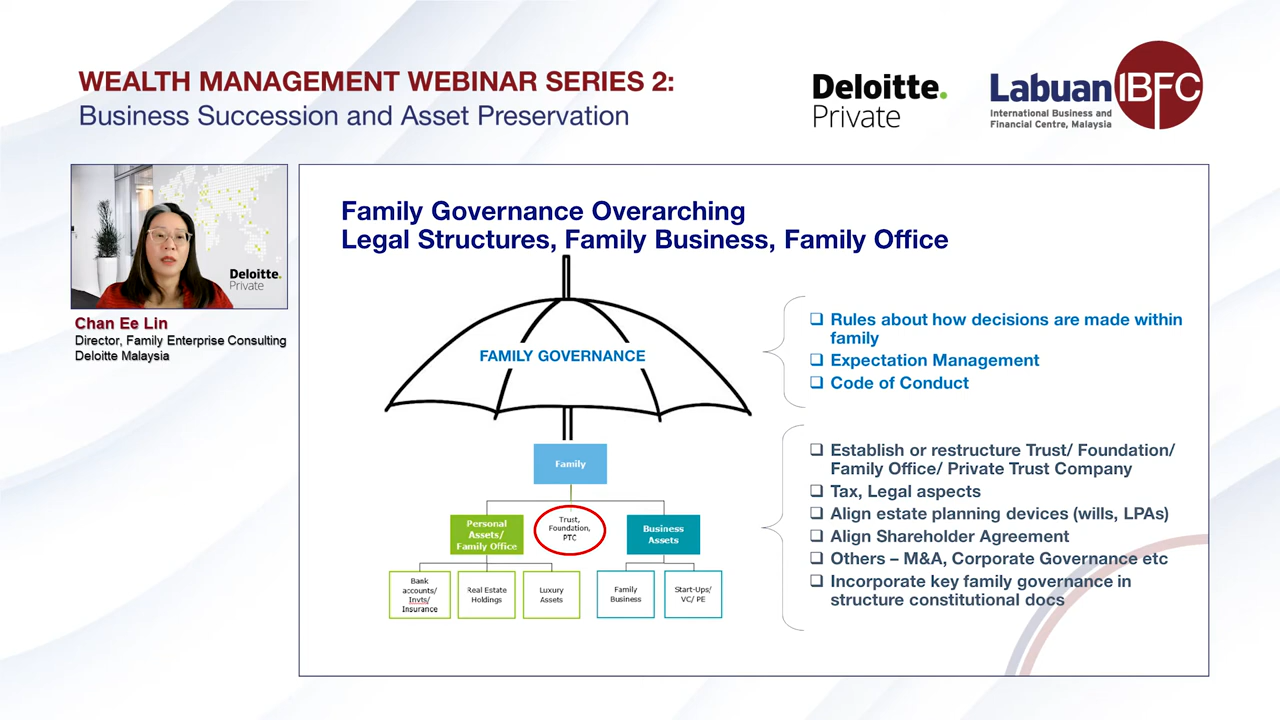 WEALTH MANAGEMENT WEBINAR SERIES 2:
Business Succession and Asset Preservation
Deloitte.
Private
Labuan IBFC
International Business and
Financial Centre, Malaysia
Deloitte.
Private
Chan Ee Lin
Director, Family Enterprise Consulting
Deloitte Malaysia
Family Governance Overarching
Legal Structures, Family Business, Family Office
FAMILY GOVERNANCE
Family
Personal
Assets/
Family Office
Trust,
Foundation,
PTC
Business
Assets
Bank
accounts/
Invts/
Insurance
Real Estate
Holdings
Luxury
Assets
Family
Business
Start-Ups/
VC/ PE
❑ Rules about how decisions are made within
family
❑ Expectation Management
❑ Code of Conduct
❑ Establish or restructure Trust/ Foundation/
Family Office/ Private Trust Company
❑ Tax, Legal aspects
❑ Align estate planning devices (wills, LPAs)
❑ Align Shareholder Agreement
❑ Others – M&A, Corporate Governance etc
❑ Incorporate key family governance in
structure constitutional docs